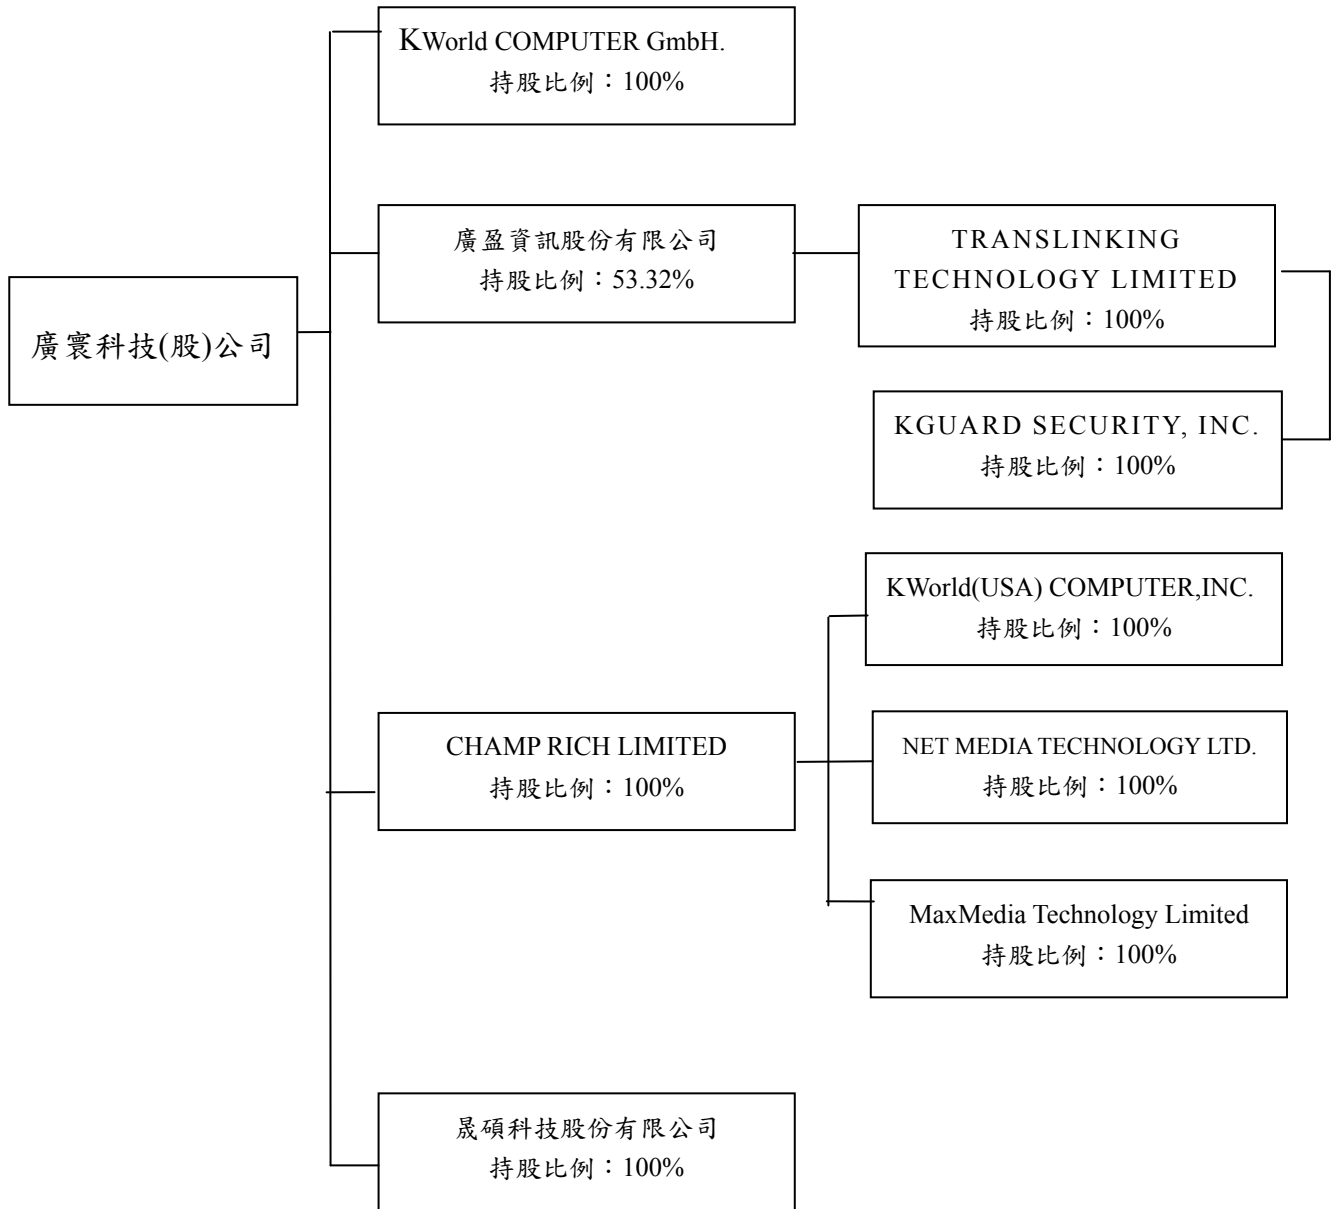 KWorld COMPUTER GmbH.
持股比例：100%
廣盈資訊股份有限公司
持股比例：53.32%
TRANSLINKING
TECHNOLOGY LIMITED
持股比例：100%
廣寰科技(股)公司
KGUARD SECURITY, INC.
持股比例：100%
KWorld(USA) COMPUTER,INC.
持股比例：100%
CHAMP RICH LIMITED
持股比例：100%
NET MEDIA TECHNOLOGY LTD.
持股比例：100%
MaxMedia Technology Limited
持股比例：100%
晟碩科技股份有限公司
持股比例：100%